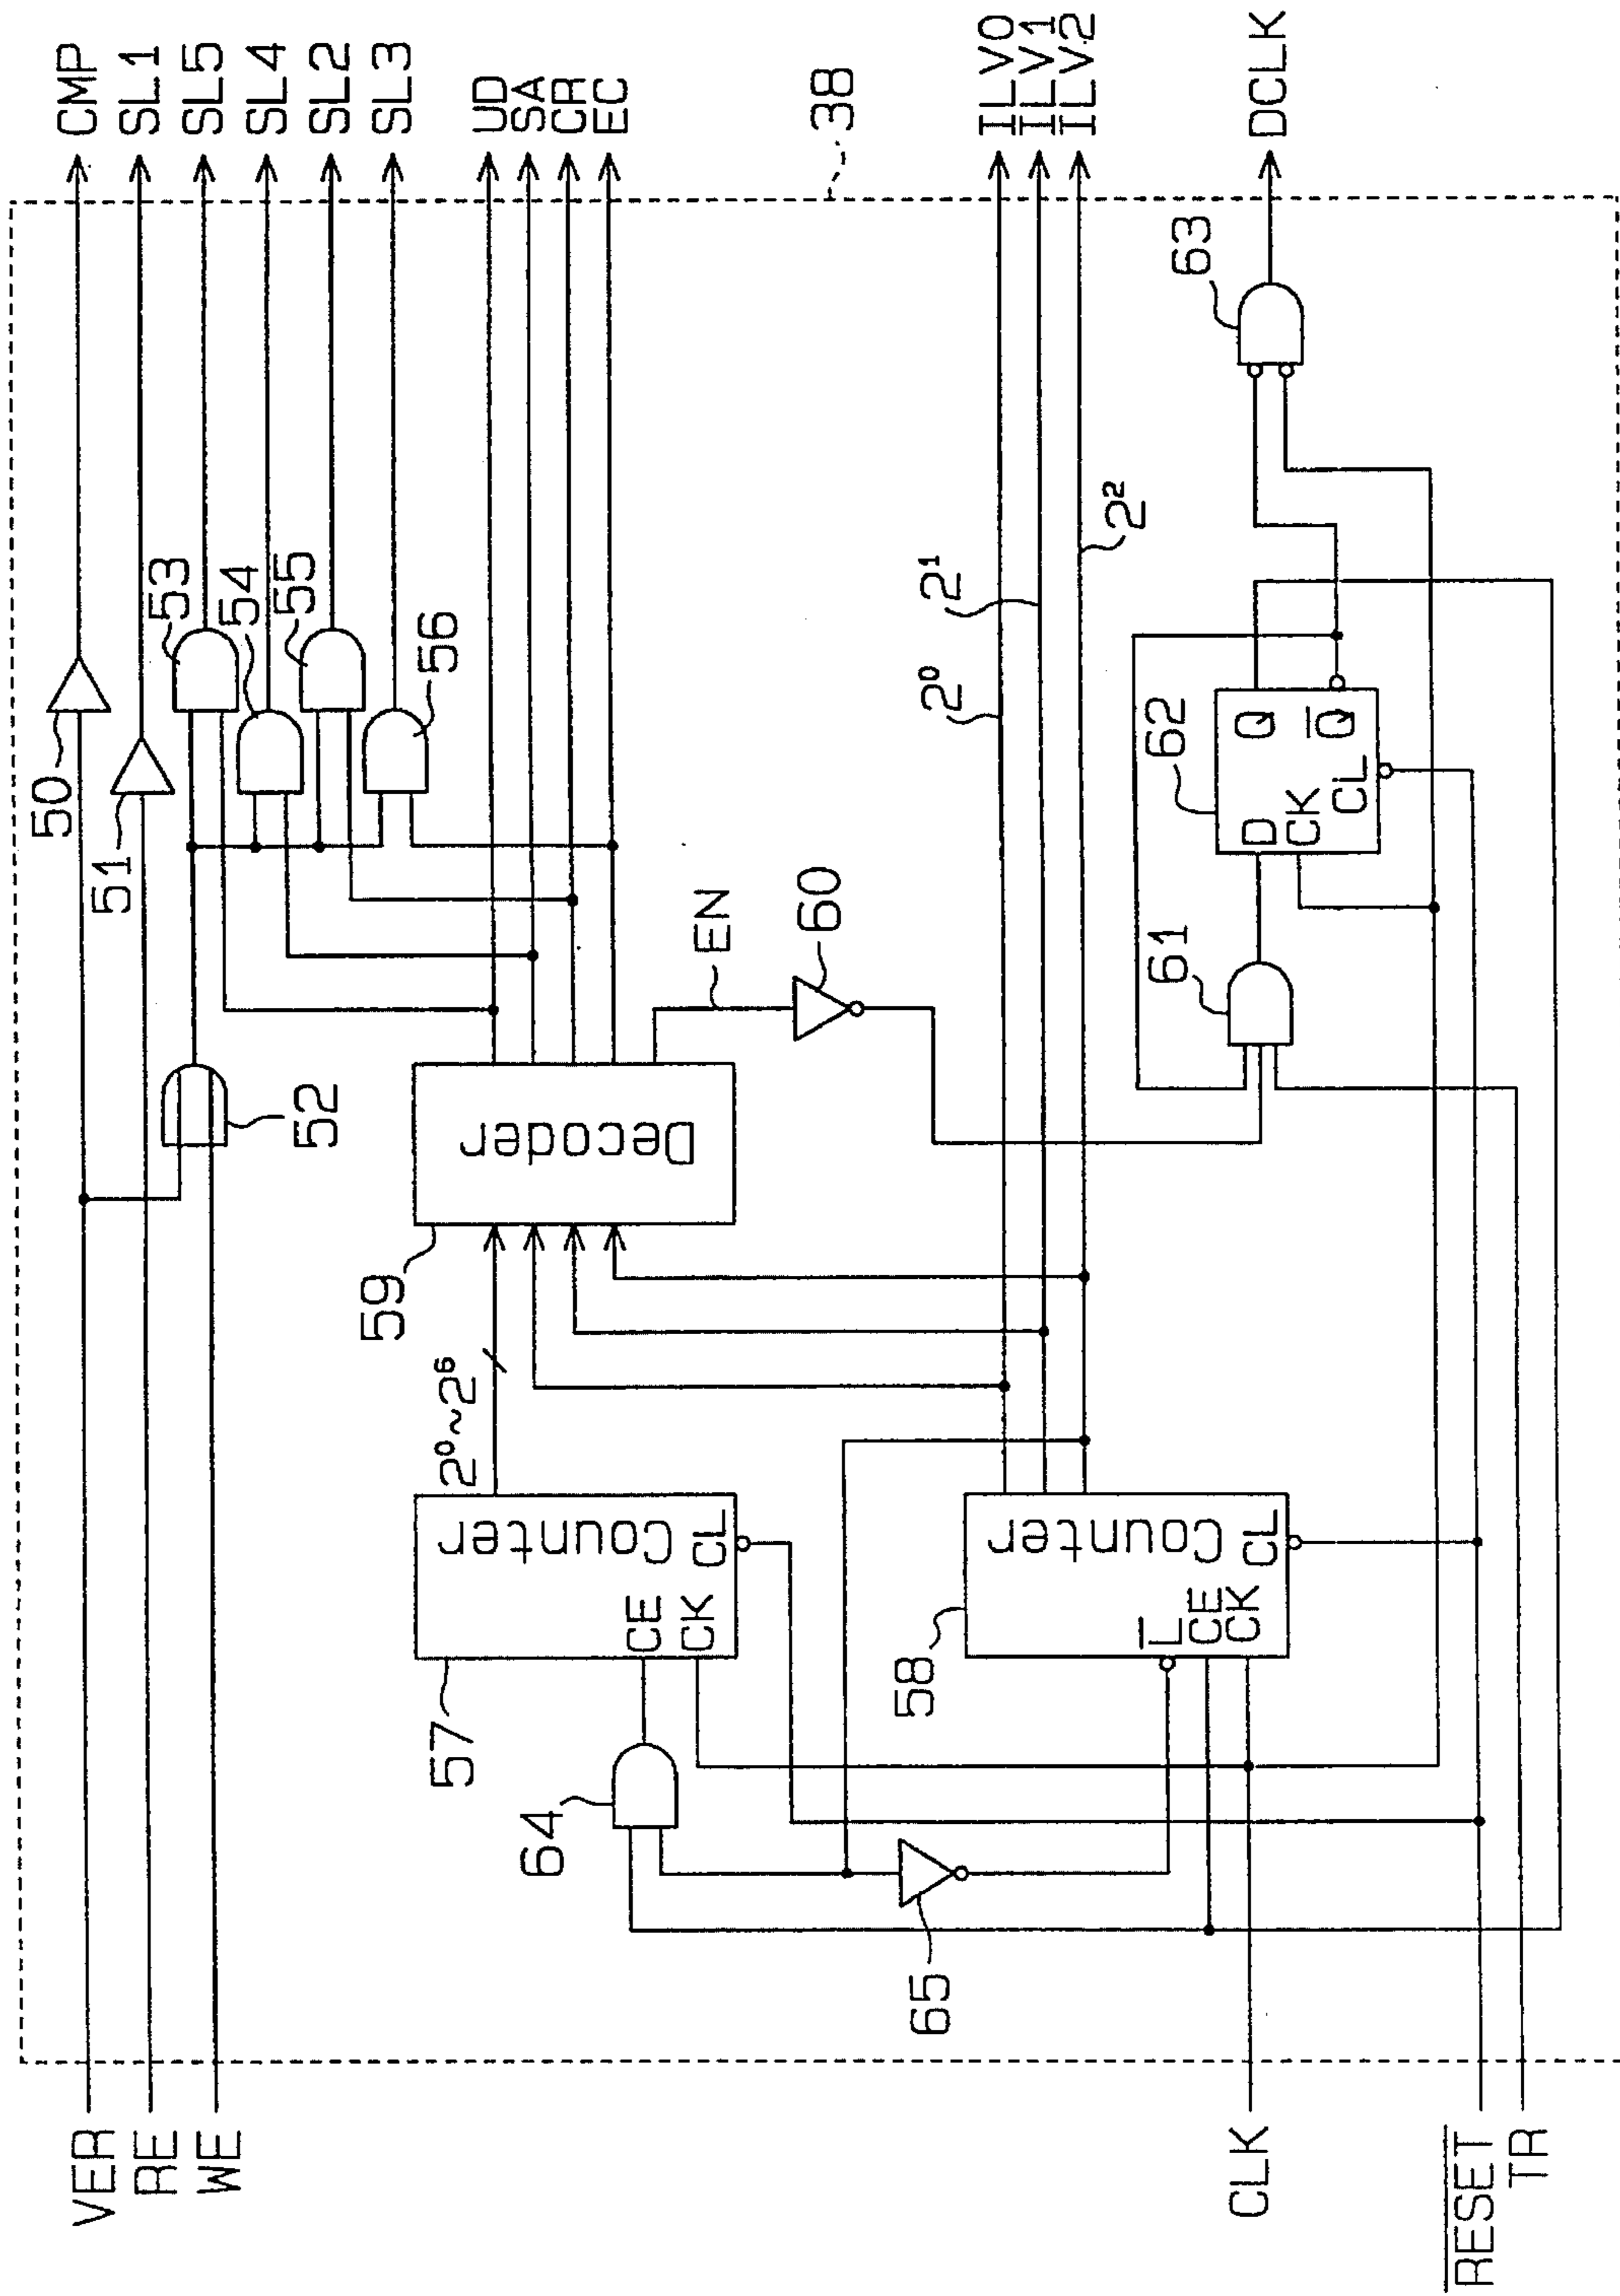 CMP
SL1
SL5
SL4
SL2
SL3
UD
SA
CR
EC
38
ILV0
ILV1
ILV2
DCLK
50
51
53
54
55
56
52
59
Decoder
EN
60
2⁰~2⁶
57
Counter
CE
CK
CL
64
65
58
Counter
L̅
CE
CK
CL
2⁰
2¹
2²
61
62
D
CK
CL
Q
Q̅
63
VER
RE
WE
CLK
R̅E̅S̅E̅T̅
TR